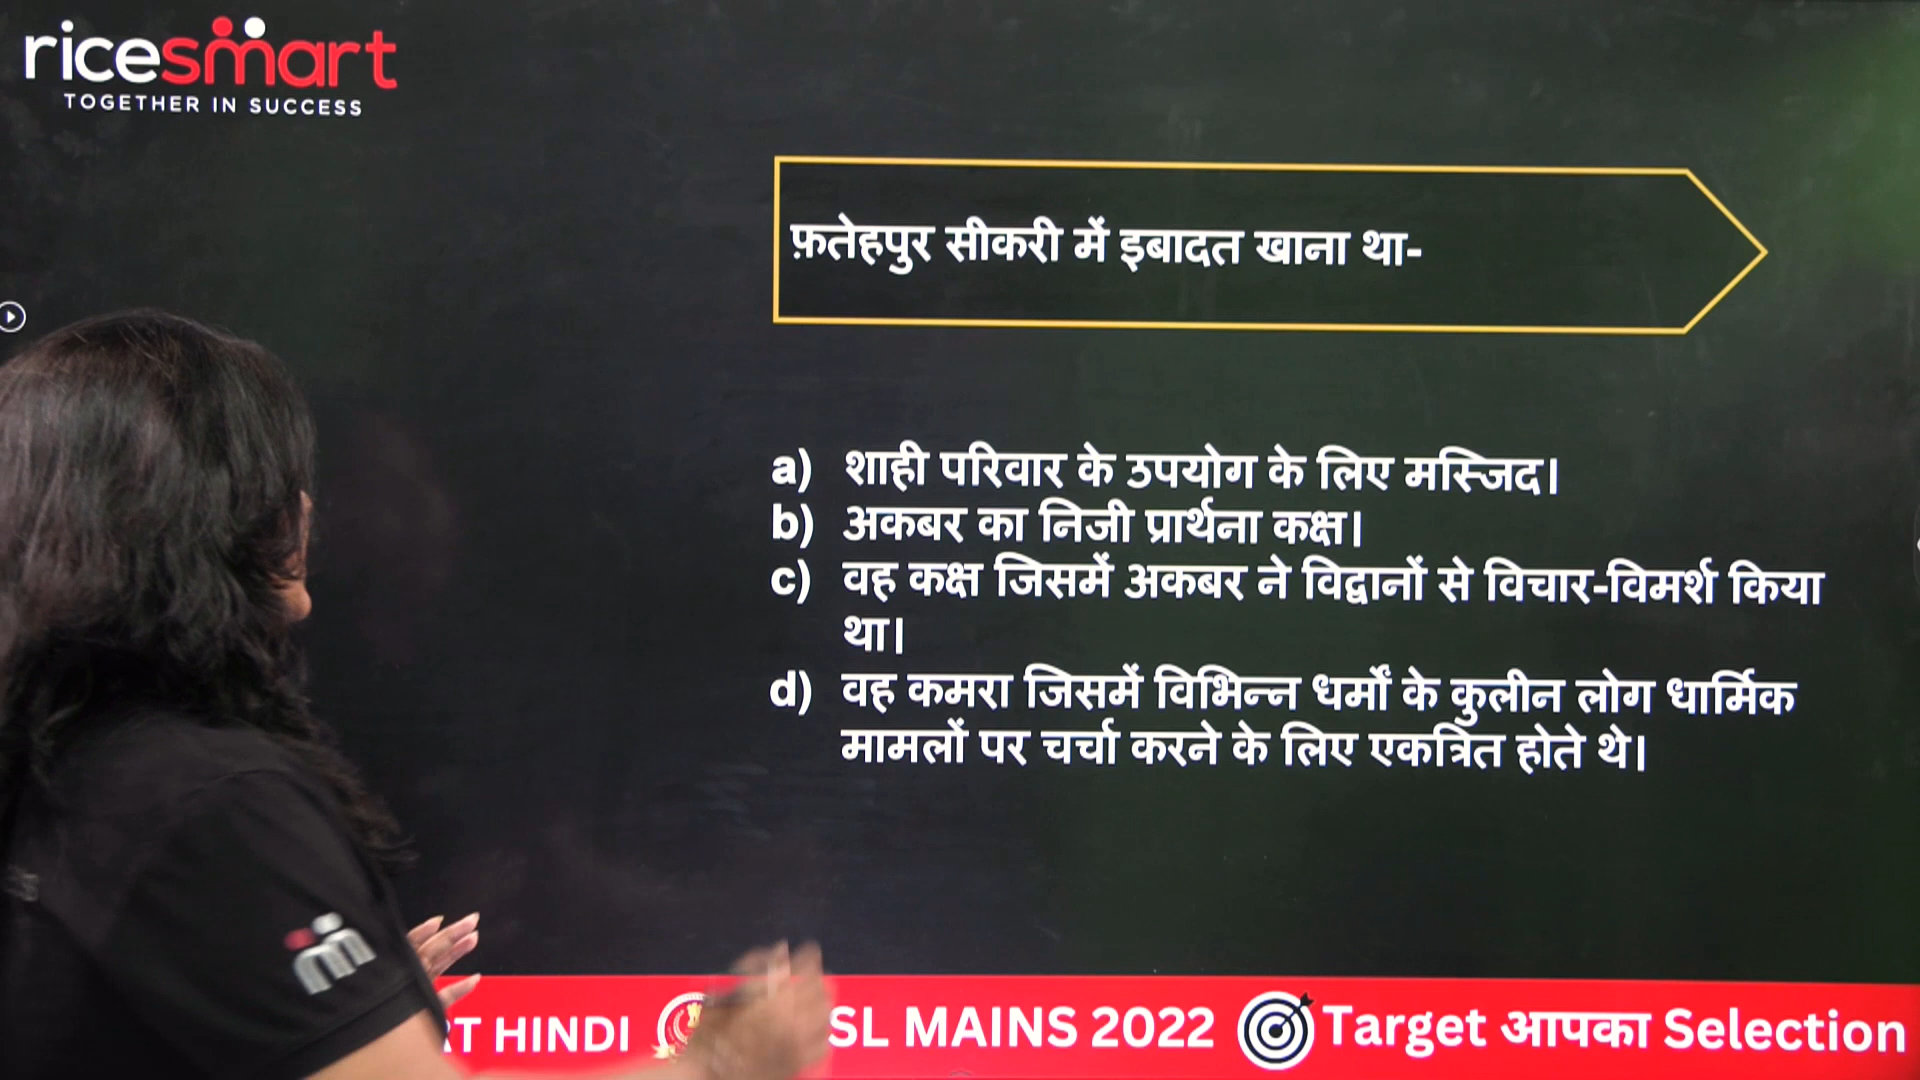 ricesmart
TOGETHER IN SUCCESS
फ़तेहपुर सीकरी में इबादत खाना था-
a) शाही परिवार के उपयोग के लिए मस्जिद।
b) अकबर का निजी प्रार्थना कक्ष।
c) वह कक्ष जिसमें अकबर ने विद्वानों से विचार-विमर्श किया
था।
d) वह कमरा जिसमें विभिन्न धर्मों के कुलीन लोग धार्मिक
मामलों पर चर्चा करने के लिए एकत्रित होते थे।
RT HINDI SL MAINS 2022 Target आपका Selection